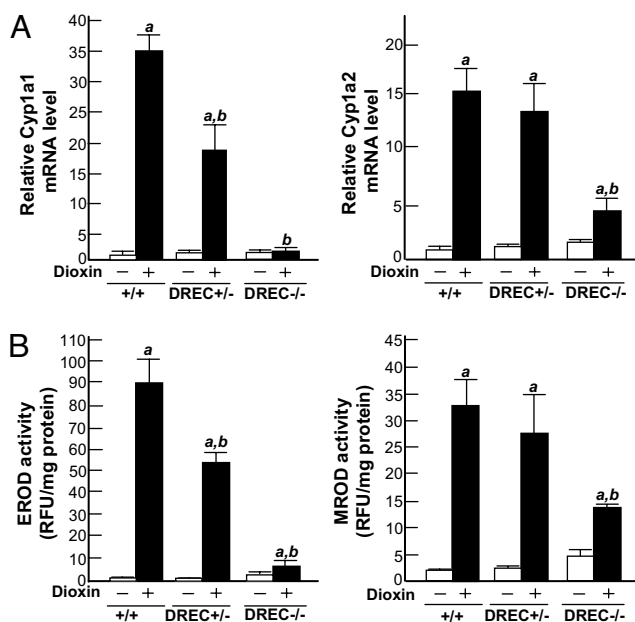 A
Relative Cyp1a1
mRNA level
40
35
30
25
20
15
10
5
0
a
a,b
b
Dioxin − + − + − +
+/+ DREC+/- DREC-/-
Relative Cyp1a2
mRNA level
20
15
10
5
0
a
a
a,b
Dioxin − + − + − +
+/+ DREC+/- DREC-/-
B
EROD activity
(RFU/mg protein)
110
100
90
80
70
60
50
40
30
20
10
0
a
a,b
a,b
Dioxin − + − + − +
+/+ DREC+/- DREC-/-
MROD activity
(RFU/mg protein)
45
40
35
30
25
20
15
10
5
0
a
a
a,b
Dioxin − + − + − +
+/+ DREC+/- DREC-/-